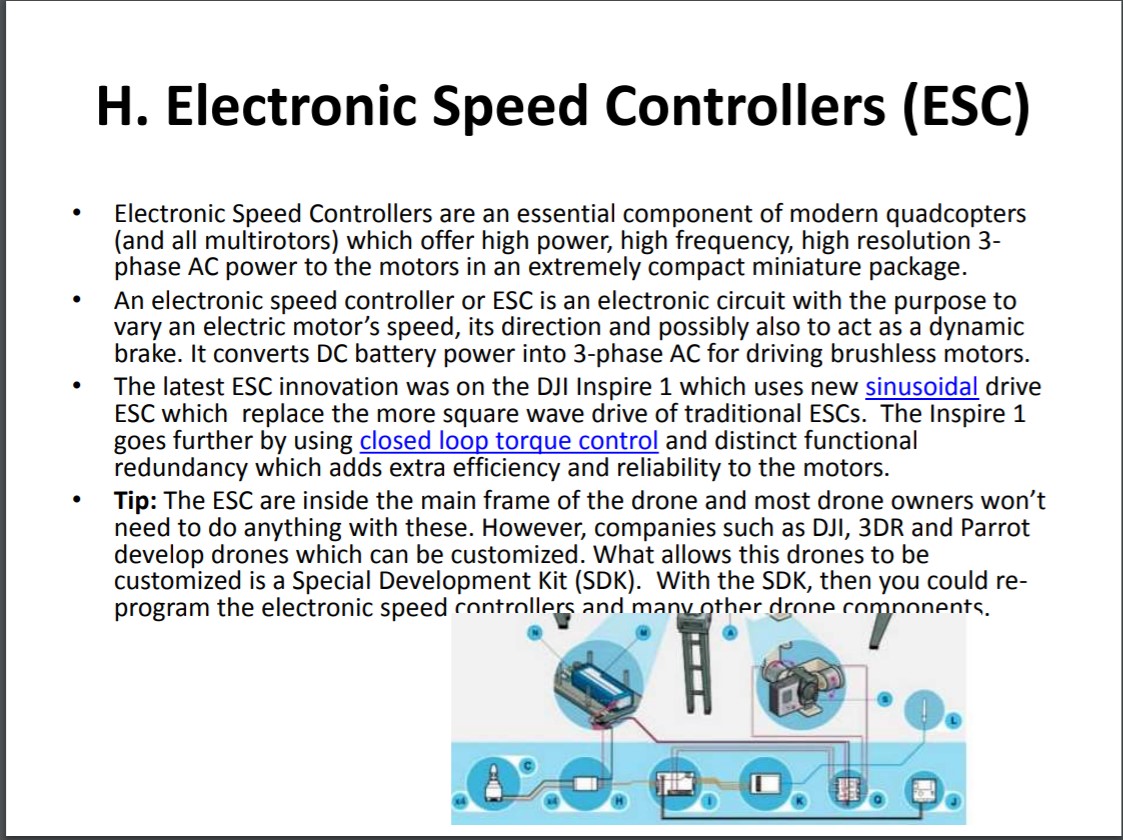 H. Electronic Speed Controllers (ESC)
• Electronic Speed Controllers are an essential component of modern quadcopters
(and all multirotors) which offer high power, high frequency, high resolution 3-
phase AC power to the motors in an extremely compact miniature package.
• An electronic speed controller or ESC is an electronic circuit with the purpose to
vary an electric motor’s speed, its direction and possibly also to act as a dynamic
brake. It converts DC battery power into 3-phase AC for driving brushless motors.
• The latest ESC innovation was on the DJI Inspire 1 which uses new sinusoidal drive
ESC which  replace the more square wave drive of traditional ESCs.  The Inspire 1
goes further by using closed loop torque control and distinct functional
redundancy which adds extra efficiency and reliability to the motors.
• Tip: The ESC are inside the main frame of the drone and most drone owners won’t
need to do anything with these. However, companies such as DJI, 3DR and Parrot
develop drones which can be customized. What allows this drones to be
customized is a Special Development Kit (SDK).  With the SDK, then you could re-
program the electronic speed controllers and many other drone components.
N M A
S
L
C
x4 x4 H I K Q J